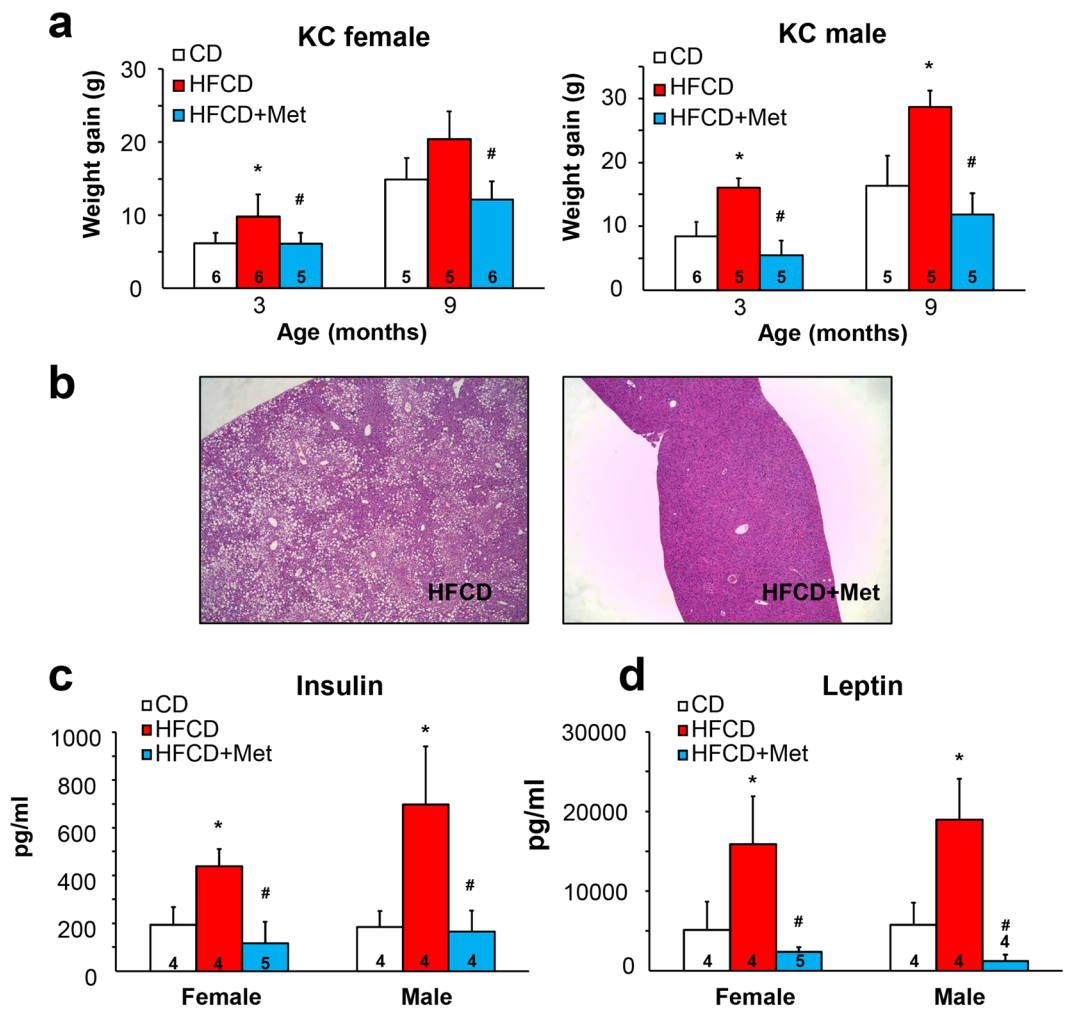 a
KC female
CD
HFCD
HFCD+Met
Weight gain (g)
30
20
10
0
*
#
#
6 6 5 5 5 6
3 9
Age (months)
KC male
CD
HFCD
HFCD+Met
Weight gain (g)
30
20
10
0
*
#
*
#
6 5 5 5 5 5
3 9
Age (months)
b
HFCD
HFCD+Met
c
Insulin
CD
HFCD
HFCD+Met
pg/ml
1000
800
600
400
200
0
*
#
*
#
4 4 5 4 4 4
Female Male
d
Leptin
CD
HFCD
HFCD+Met
pg/ml
30000
20000
10000
0
*
#
*
#
4
4 4 5 4 4
Female Male